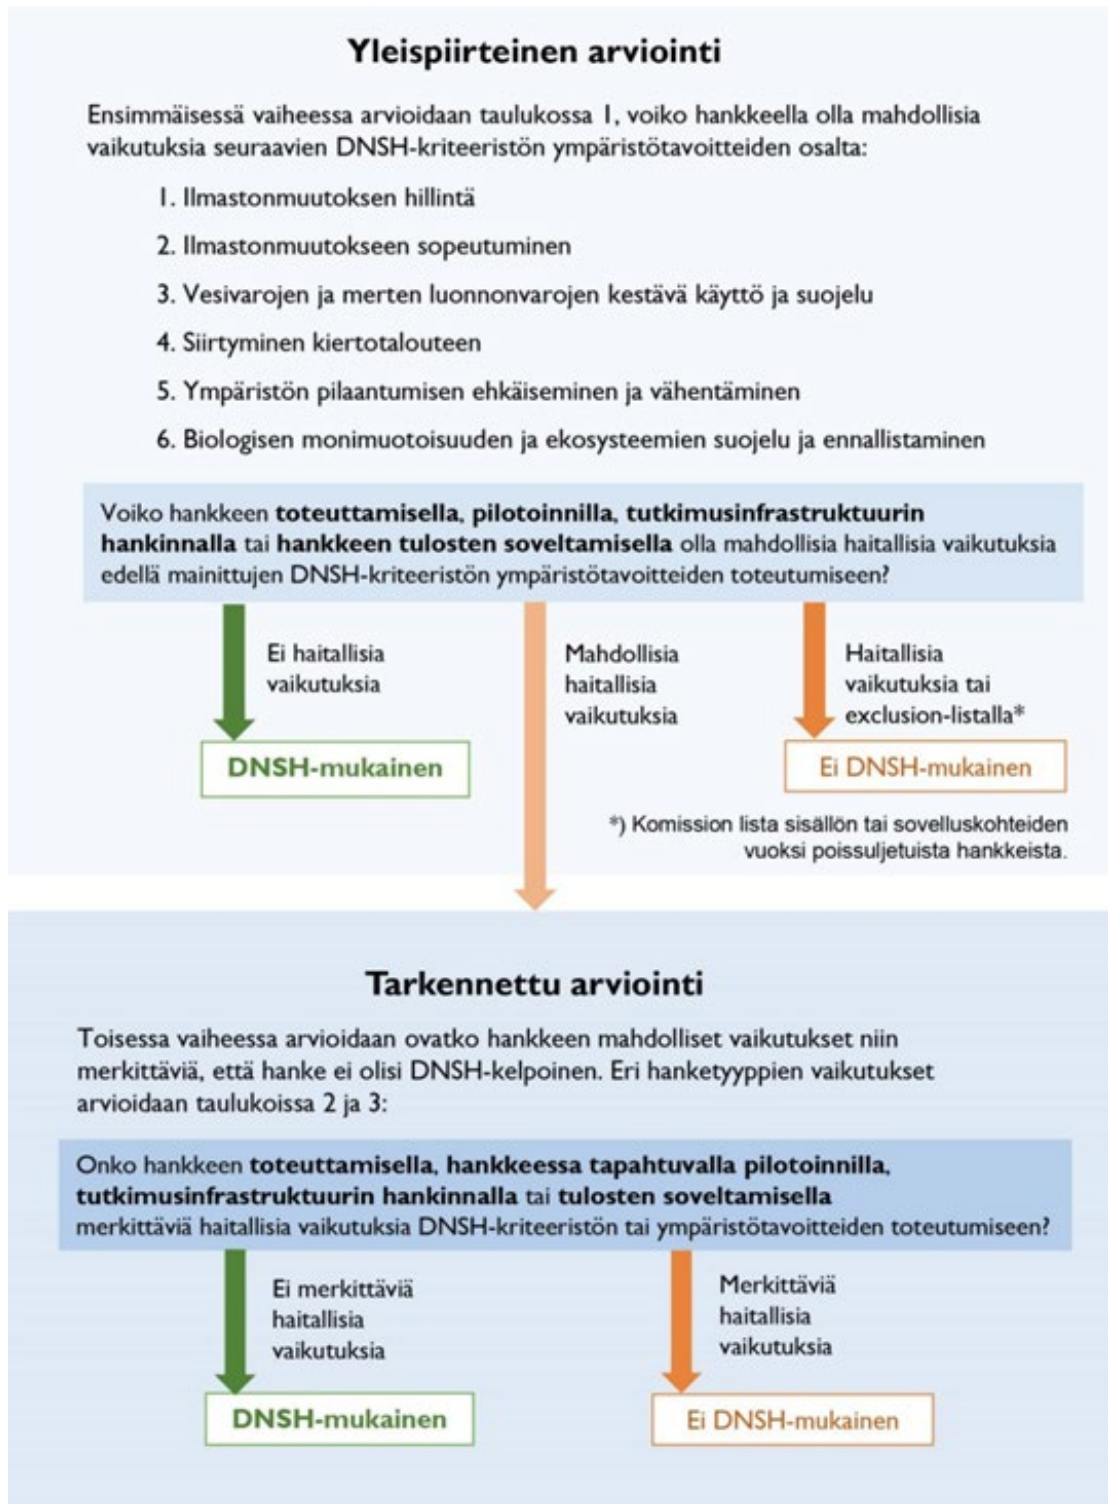 Yleispiirteinen arviointi
Ensimmäisessä vaiheessa arvioidaan taulukossa 1, voiko hankkeella olla mahdollisia
vaikutuksia seuraavien DNSH-kriteeristön ympäristötavoitteiden osalta:
1. Ilmastonmuutoksen hillintä
2. Ilmastonmuutokseen sopeutuminen
3. Vesivarojen ja merten luonnonvarojen kestävä käyttö ja suojelu
4. Siirtyminen kiertotalouteen
5. Ympäristön pilaantumisen ehkäiseminen ja vähentäminen
6. Biologisen monimuotoisuuden ja ekosysteemien suojelu ja ennallistaminen
Voiko hankkeen toteuttamisella, pilotoinnilla, tutkimusinfrastruktuurin
hankinnalla tai hankkeen tulosten soveltamisella olla mahdollisia haitallisia vaikutuksia
edellä mainittujen DNSH-kriteeristön ympäristötavoitteiden toteutumiseen?
Ei haitallisia
vaikutuksia
DNSH-mukainen
Mahdollisia
haitallisia
vaikutuksia
Haitallisia
vaikutuksia tai
exclusion-listalla*
Ei DNSH-mukainen
*) Komission lista sisällön tai sovelluskohteiden
vuoksi poissuljetuista hankkeista.
Tarkennettu arviointi
Toisessa vaiheessa arvioidaan ovatko hankkeen mahdolliset vaikutukset niin
merkittäviä, että hanke ei olisi DNSH-kelpoinen. Eri hanketyyppien vaikutukset
arvioidaan taulukoissa 2 ja 3:
Onko hankkeen toteuttamisella, hankkeessa tapahtuvalla pilotoinnilla,
tutkimusinfrastruktuurin hankinnalla tai tulosten soveltamisella
merkittäviä haitallisia vaikutuksia DNSH-kriteeristön tai ympäristötavoitteiden toteutumiseen?
Ei merkittäviä
haitallisia
vaikutuksia
DNSH-mukainen
Merkittäviä
haitallisia
vaikutuksia
Ei DNSH-mukainen